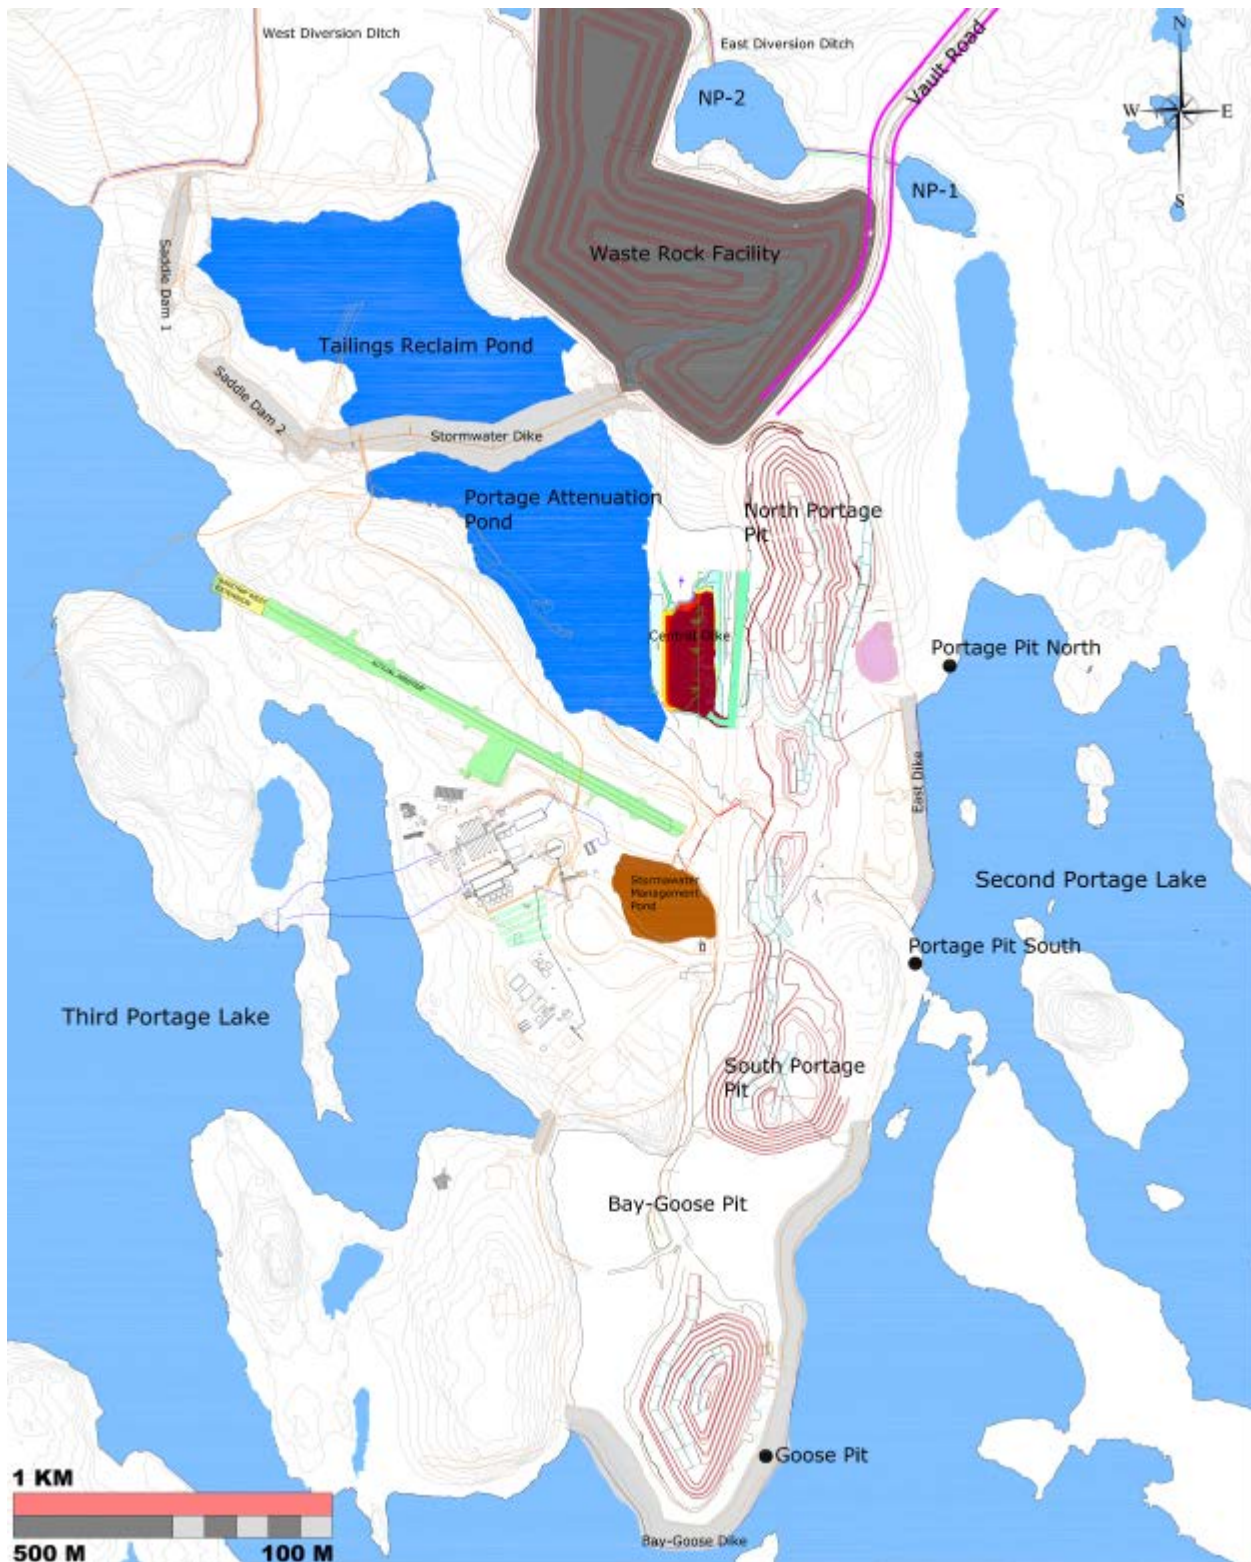 West Diversion Ditch
East Diversion Ditch
Vault Road
N
W
E
S
NP-2
NP-1
Waste Rock Facility
Saddle Dam 1
Tailings Reclaim Pond
Saddle Dam 2
Stormwater Dike
Portage Attenuation
Pond
North Portage
Pit
EXTENSION
Central Dike
Portage Pit North
East Dike
Stormawater
Management
Pond
Second Portage Lake
Portage Pit South
Third Portage Lake
South Portage
Pit
Bay-Goose Pit
Goose Pit
1 KM
500 M
100 M
Bay-Goose Dike